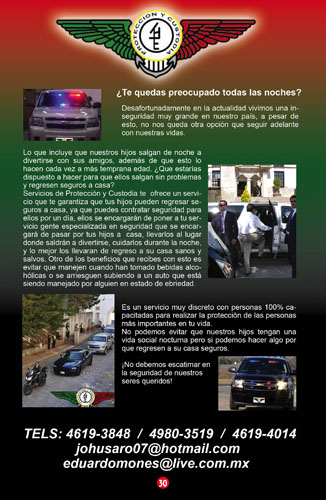 PROTECCION Y CUSTODIA
¿Te quedas preocupado todas las noches?
Desafortunadamente en la actualidad vivimos una in-
seguridad muy grande en nuestro país, a pesar de
esto, no nos queda otra opción que seguir adelante
con nuestras vidas.
Lo que incluye que nuestros hijos salgan de noche a
divertirse con sus amigos, además de que esto lo
hacen cada vez a más temprana edad. ¿Que estarías
dispuesto a hacer para que ellos salgan sin problemas
y regresen seguros a casa?
Servicios de Protección y Custodia te ofrece un servi-
cio que te garantiza que tus hijos pueden regresar se-
guros a casa, ya que puedes contratar seguridad para
ellos por un día, ellos se encargarán de poner a tu ser-
vicio gente especializada en seguridad que se encar-
gará de pasar por tus hijos a casa, llevarlos al lugar
donde saldrán a divertirse, cuidarlos durante la noche,
y lo mejor los llevaran de regreso a su casa sanos y
salvos. Otro de los beneficios que recibes con esto es
evitar que manejen cuando han tomado bebidas alco-
hólicas o se arriesguen subiendo a un auto que está
siendo manejado por alguien en estado de ebriedad.
Es un servicio muy discreto con personas 100% ca-
pacitadas para realizar la protección de las personas
más importantes en tu vida.
No podemos evitar que nuestros hijos tengan una
vida social nocturna pero si podemos hacer algo por
que regresen a su casa seguros.
¡No debemos escatimar en
la seguridad de nuestros
seres queridos!
TELS: 4619-3848 / 4980-3519 / 4619-4014
johusaro07@hotmail.com
eduardomones@live.com.mx
30